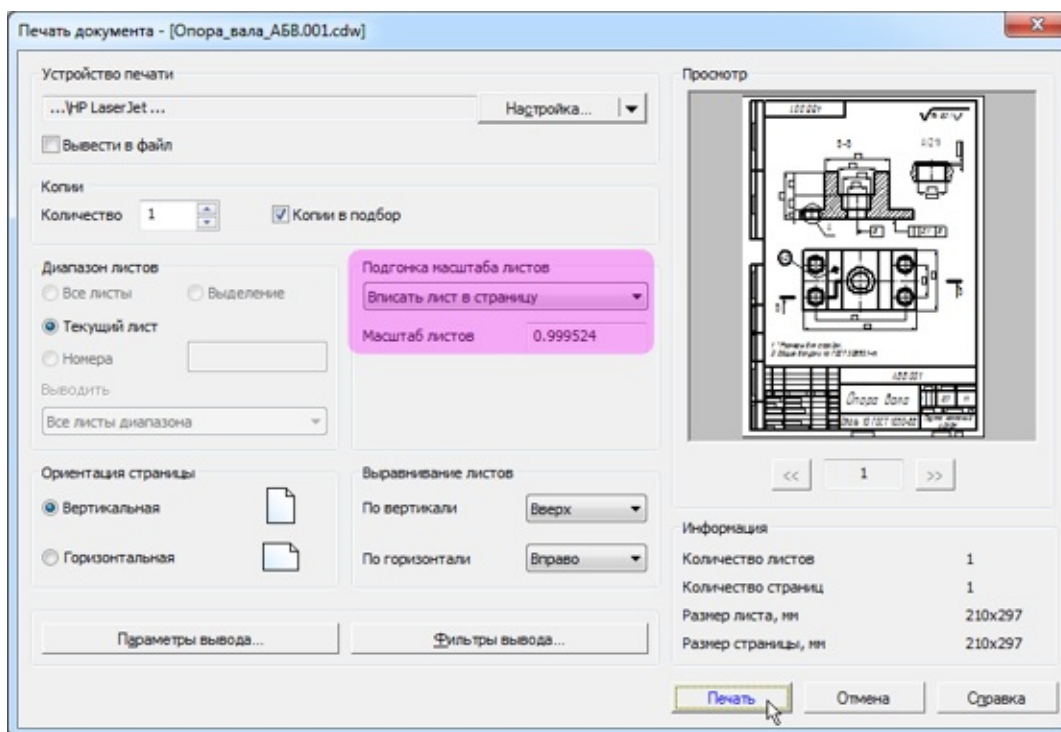 Печать документа - [Опора_вала_АБВ.001.cdw]
Устройство печати
...\HP LaserJet ...
Настройка...
Вывести в файл
Копии
Количество 1
Копии в подбор
Диапазон листов
Все листы Выделение
Текущий лист
Номера
Выводить
Все листы диапазона
Подгонка масштаба листов
Вписать лист в страницу
Масштаб листов 0.999524
Ориентация страницы
Вертикальная
Горизонтальная
Выравнивание листов
По вертикали Вверх
По горизонтали Вправо
Параметры вывода... Фильтры вывода...
Просмотр
Опора вала
<< 1 >>
Информация
Количество листов 1
Количество страниц 1
Размер листа, мм 210x297
Размер страницы, мм 210x297
Печать Отмена Справка